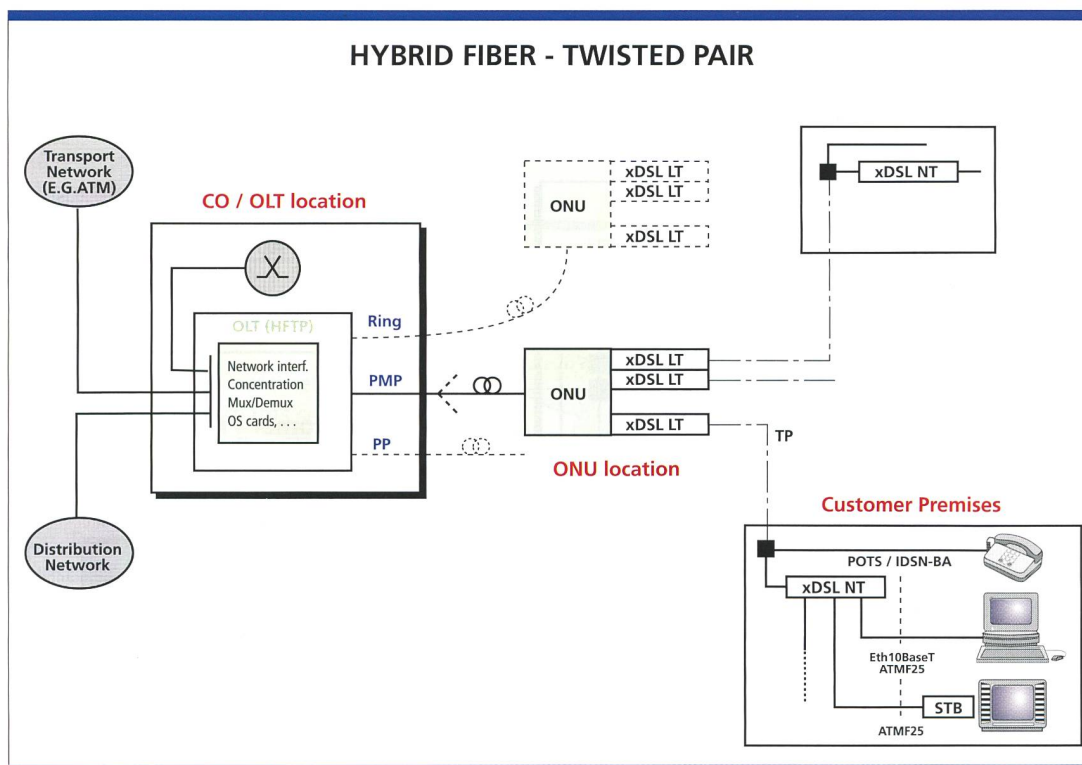 HYBRID FIBER - TWISTED PAIR
Transport
Network
(E.G.ATM)
CO / OLT location
OLT (HFTP)
Network interf.
Concentration
Mux/Demux
OS cards, . . .
Ring
PMP
PP
Distribution
Network
ONU
xDSL LT
xDSL LT
xDSL LT
ONU
xDSL LT
xDSL LT
xDSL LT
ONU location
TP
xDSL NT
Customer Premises
POTS / IDSN-BA
xDSL NT
Eth10BaseT
ATMF25
STB
ATMF25